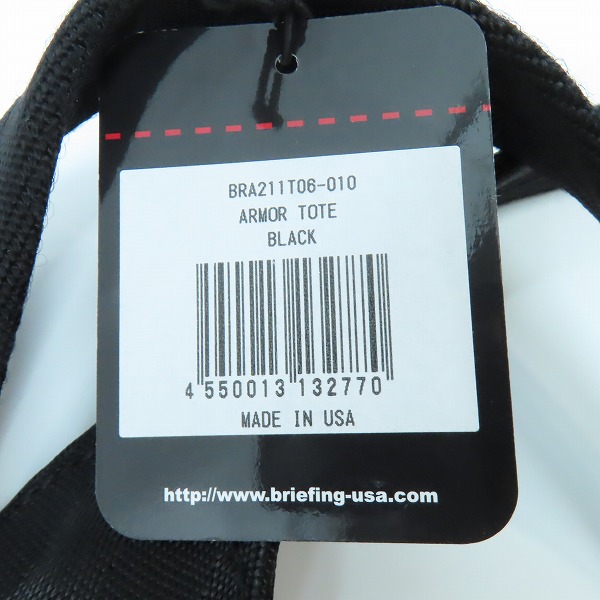 BRA211T06-010
ARMOR TOTE
BLACK
4 550013 132770
MADE IN USA
http://www.briefing-usa.com